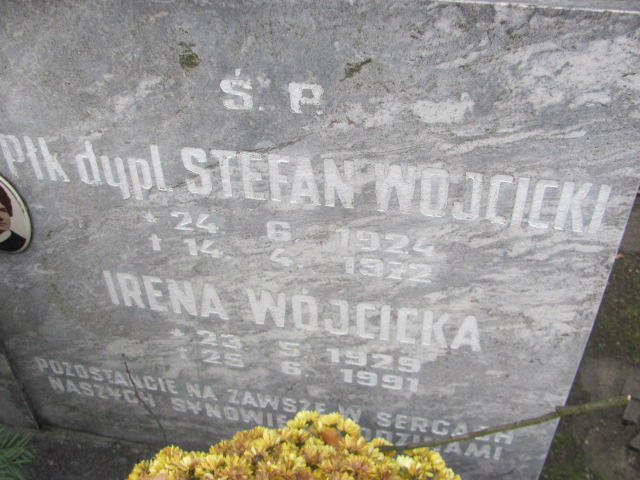 Ś. P.
Płk dypl. STEFAN WÓJCICKI
* 24. 6. 1924
† 14. 4. 1972
IRENA WÓJCICKA
* 23. 5. 1929
† 25. 6. 1991
POZOSTANCIE NA ZAWSZE W SERCACH
NASZYCH SYNOWIE